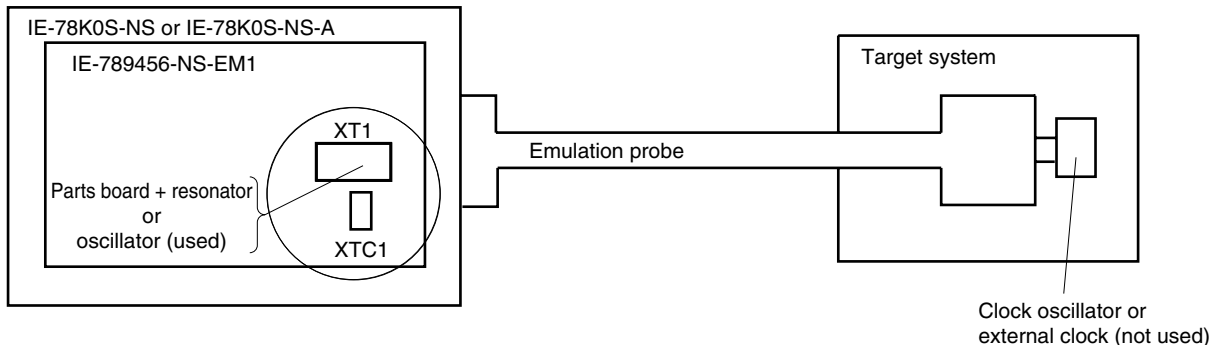 IE-78K0S-NS or IE-78K0S-NS-A
IE-789456-NS-EM1
XT1
Parts board + resonator
or
oscillator (used)
XTC1
Emulation probe
Target system
Clock oscillator or
external clock (not used)